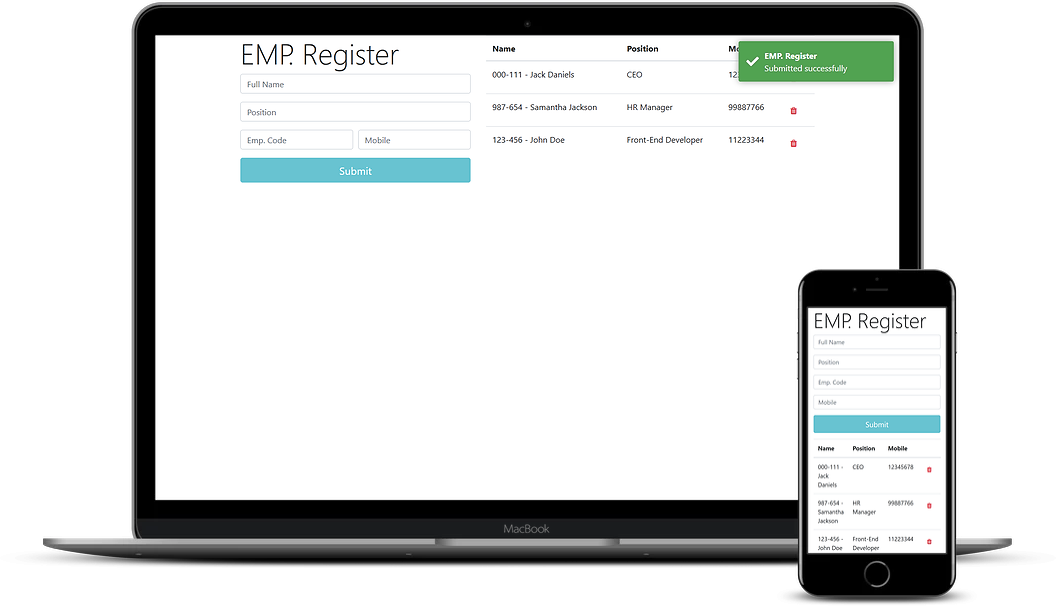 EMP. Register
Full Name
Position
Emp. Code Mobile
Submit
Name Position Mo
000-111 - Jack Daniels CEO 12
987-654 - Samantha Jackson HR Manager 99887766
123-456 - John Doe Front-End Developer 11223344
EMP. Register
Submitted successfully
MacBook
EMP. Register
Full Name
Position
Emp. Code
Mobile
Submit
Name Position Mobile
000-111 - CEO 12345678
Jack
Daniels
987-654 - HR 99887766
Samantha Manager
Jackson
123-456 - Front-End 11223344
John Doe Developer